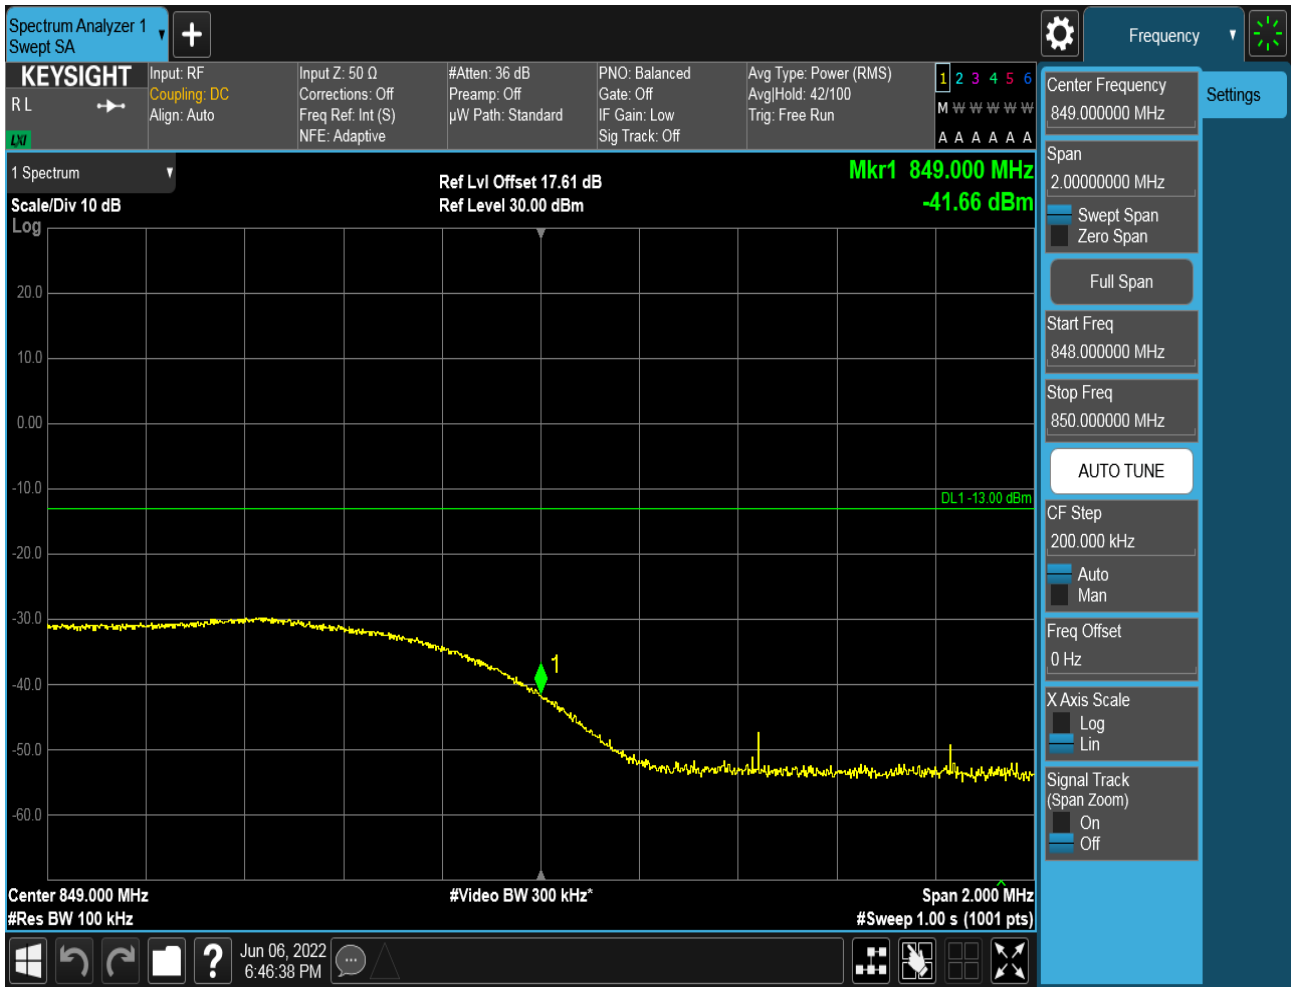 Spectrum Analyzer 1
Swept SA
Frequency
KEYSIGHT
R L
LXI
Input: RF
Coupling: DC
Align: Auto
Input Z: 50 Ω
Corrections: Off
Freq Ref: Int (S)
NFE: Adaptive
#Atten: 36 dB
Preamp: Off
µW Path: Standard
PNO: Balanced
Gate: Off
IF Gain: Low
Sig Track: Off
Avg Type: Power (RMS)
Avg|Hold: 42/100
Trig: Free Run
1 2 3 4 5 6
M W W W W W
A A A A A A
1 Spectrum
Scale/Div 10 dB
Log
Ref Lvl Offset 17.61 dB
Ref Level 30.00 dBm
Mkr1 849.000 MHz
-41.66 dBm
20.0
10.0
0.00
-10.0
DL1 -13.00 dBm
-20.0
-30.0
1
-40.0
-50.0
-60.0
Center 849.000 MHz
#Video BW 300 kHz*
Span 2.000 MHz
#Res BW 100 kHz
#Sweep 1.00 s (1001 pts)
Jun 06, 2022
6:46:38 PM
?
Center Frequency
849.000000 MHz
Settings
Span
2.00000000 MHz
Swept Span
Zero Span
Full Span
Start Freq
848.000000 MHz
Stop Freq
850.000000 MHz
AUTO TUNE
CF Step
200.000 kHz
Auto
Man
Freq Offset
0 Hz
X Axis Scale
Log
Lin
Signal Track
(Span Zoom)
On
Off